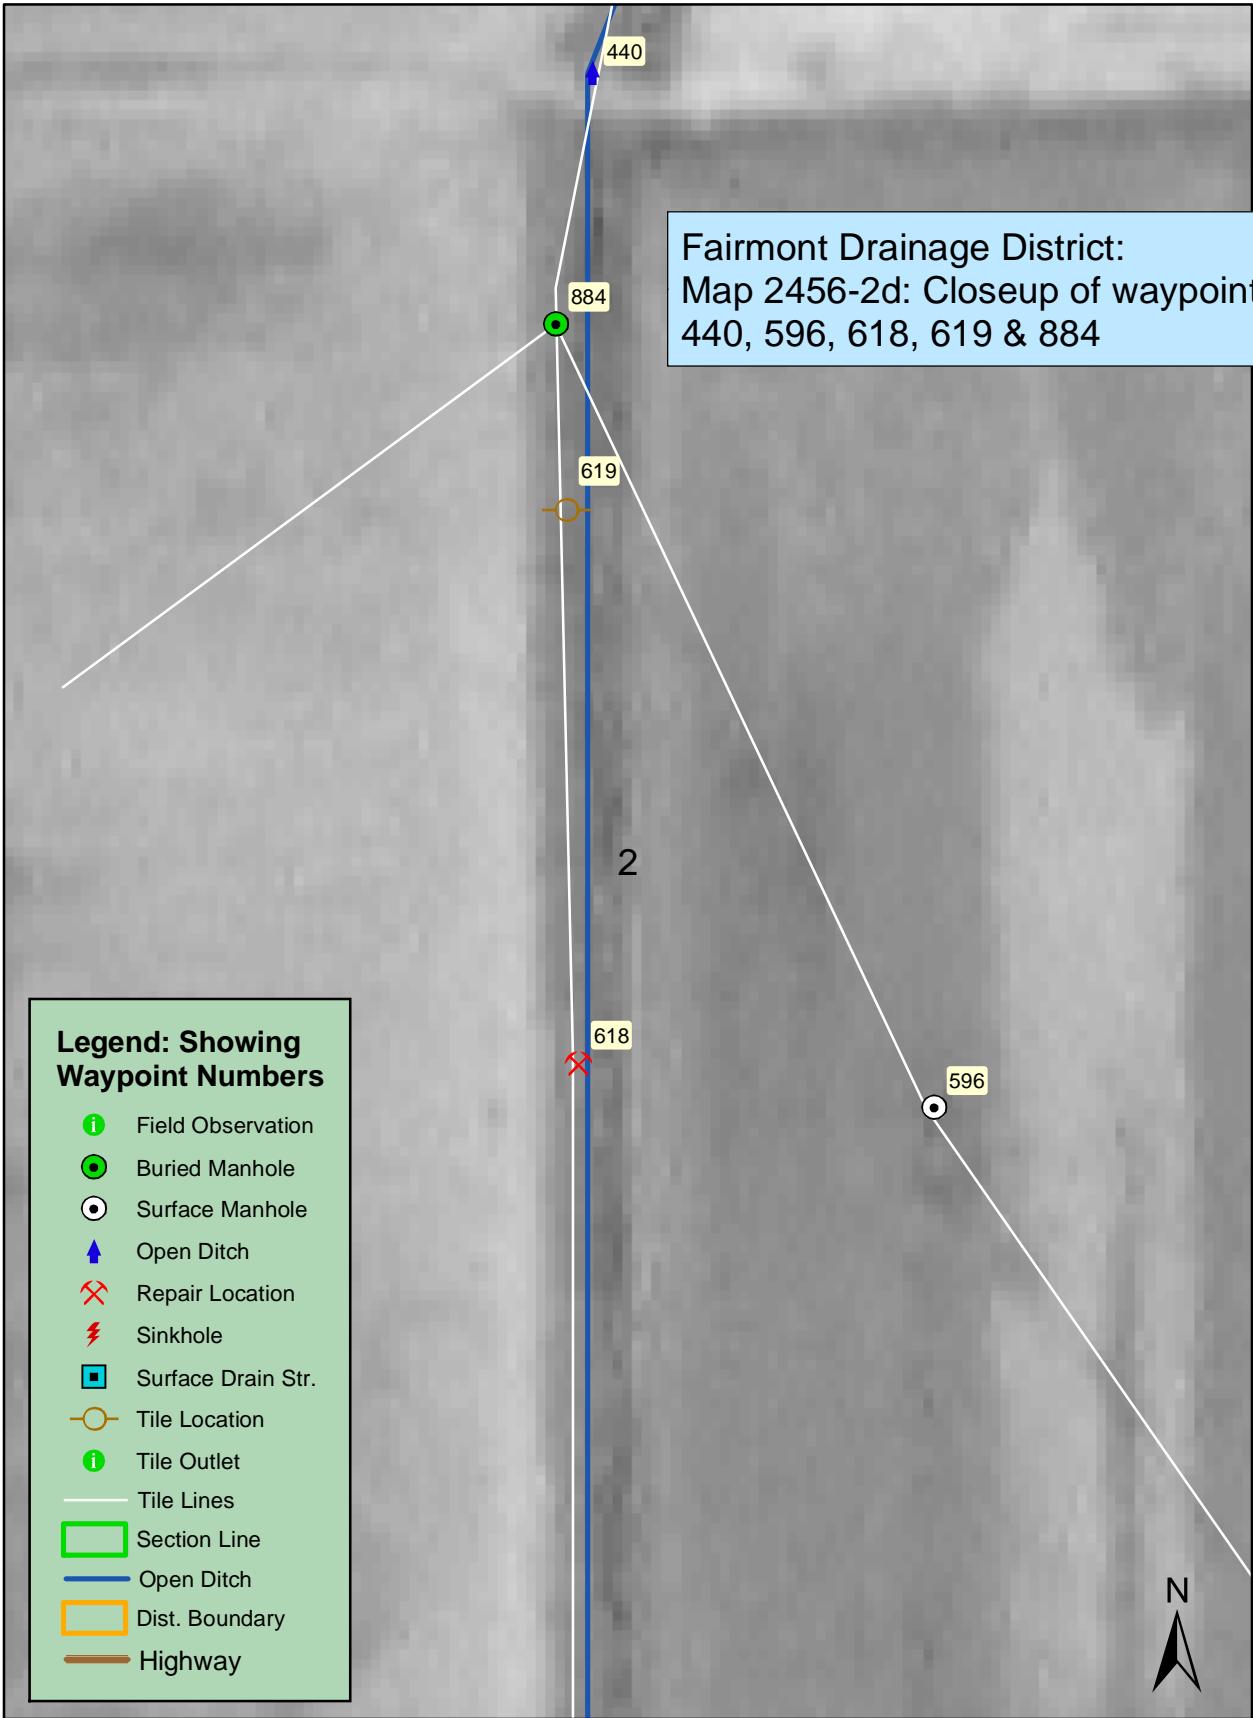 440
Fairmont Drainage District:
Map 2456-2d: Closeup of waypoint
440, 596, 618, 619 & 884
884
619
2
618
596
Legend: Showing
Waypoint Numbers
i Field Observation
Buried Manhole
Surface Manhole
Open Ditch
Repair Location
Sinkhole
Surface Drain Str.
Tile Location
i Tile Outlet
Tile Lines
Section Line
Open Ditch
Dist. Boundary
Highway
N